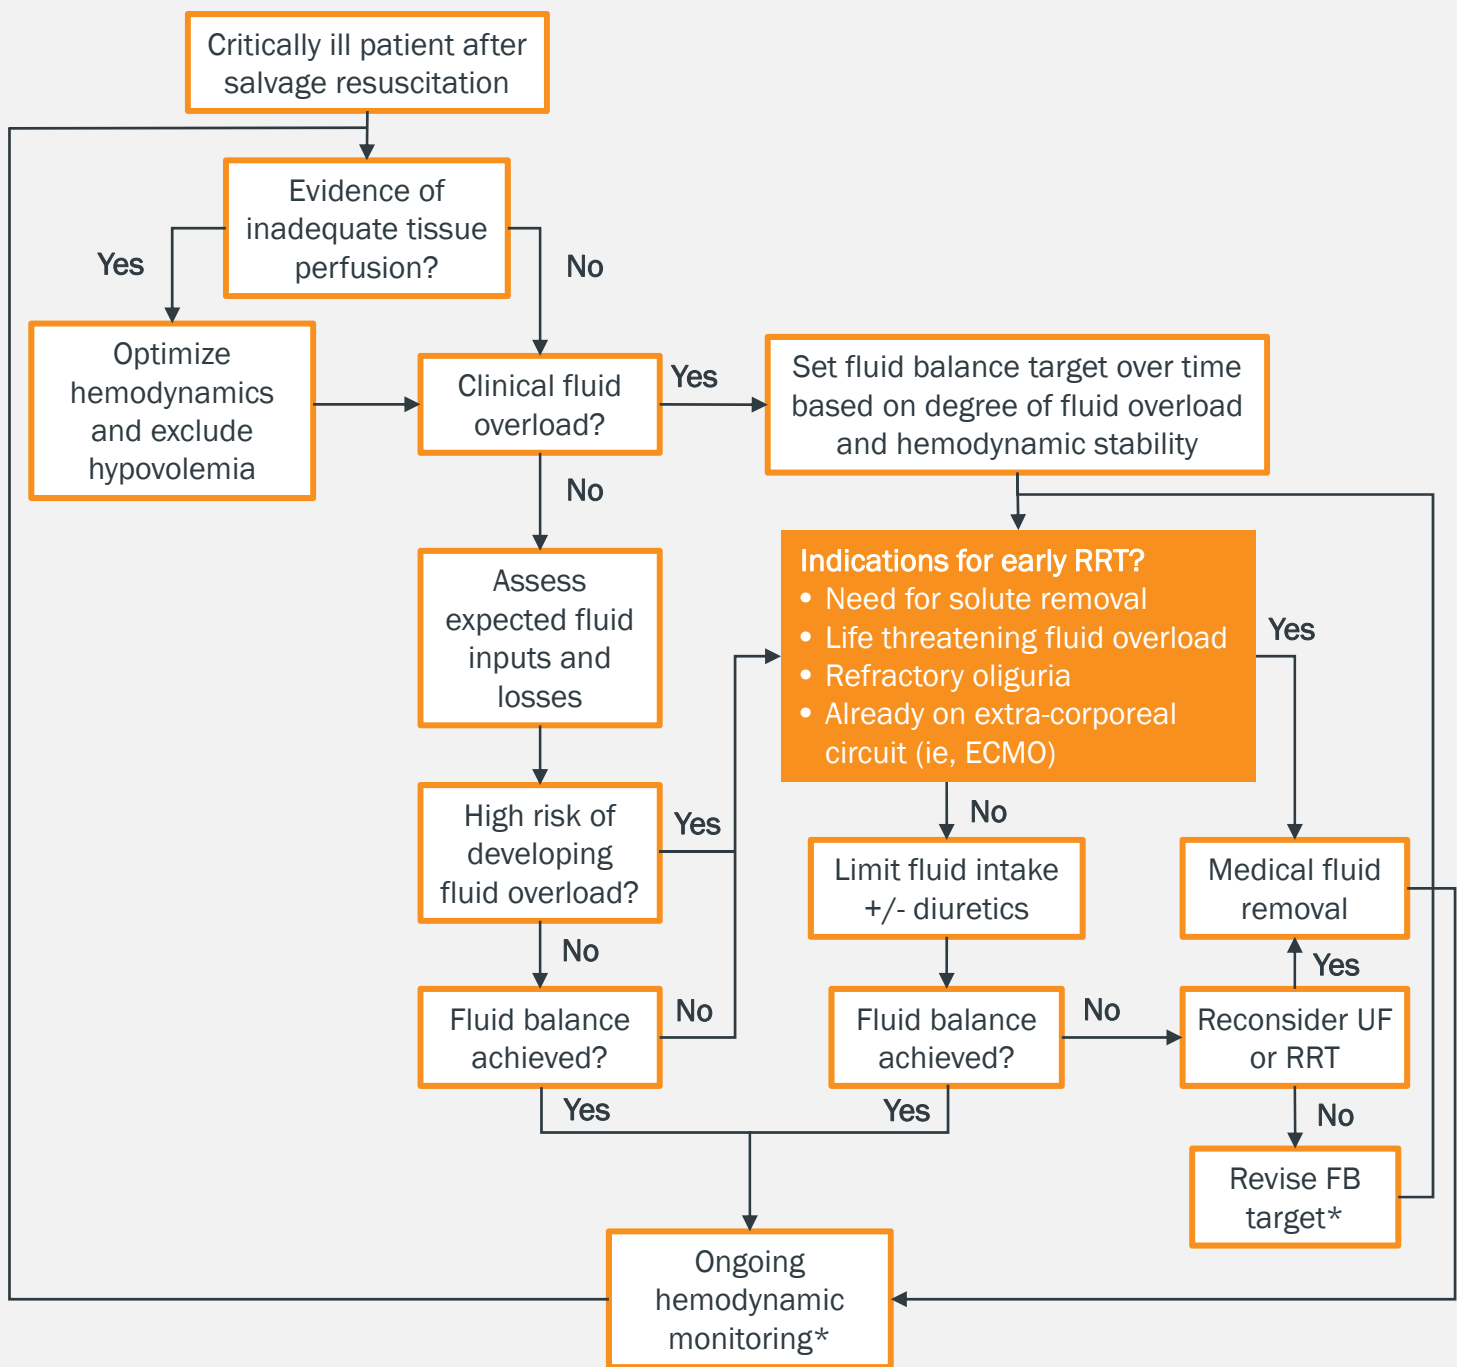 Critically ill patient after
salvage resuscitation
Evidence of
inadequate tissue
perfusion?
Yes
No
Optimize
hemodynamics
and exclude
hypovolemia
Clinical fluid
overload?
Yes
Set fluid balance target over time
based on degree of fluid overload
and hemodynamic stability
No
Assess
expected fluid
inputs and
losses
Indications for early RRT?
• Need for solute removal
• Life threatening fluid overload
• Refractory oliguria
• Already on extra-corporeal
circuit (ie, ECMO)
Yes
High risk of
developing
fluid overload?
Yes
No
No
Limit fluid intake
+/- diuretics
Medical fluid
removal
Yes
Fluid balance
achieved?
No
Fluid balance
achieved?
No
Reconsider UF
or RRT
Yes
Yes
No
Revise FB
target*
Ongoing
hemodynamic
monitoring*